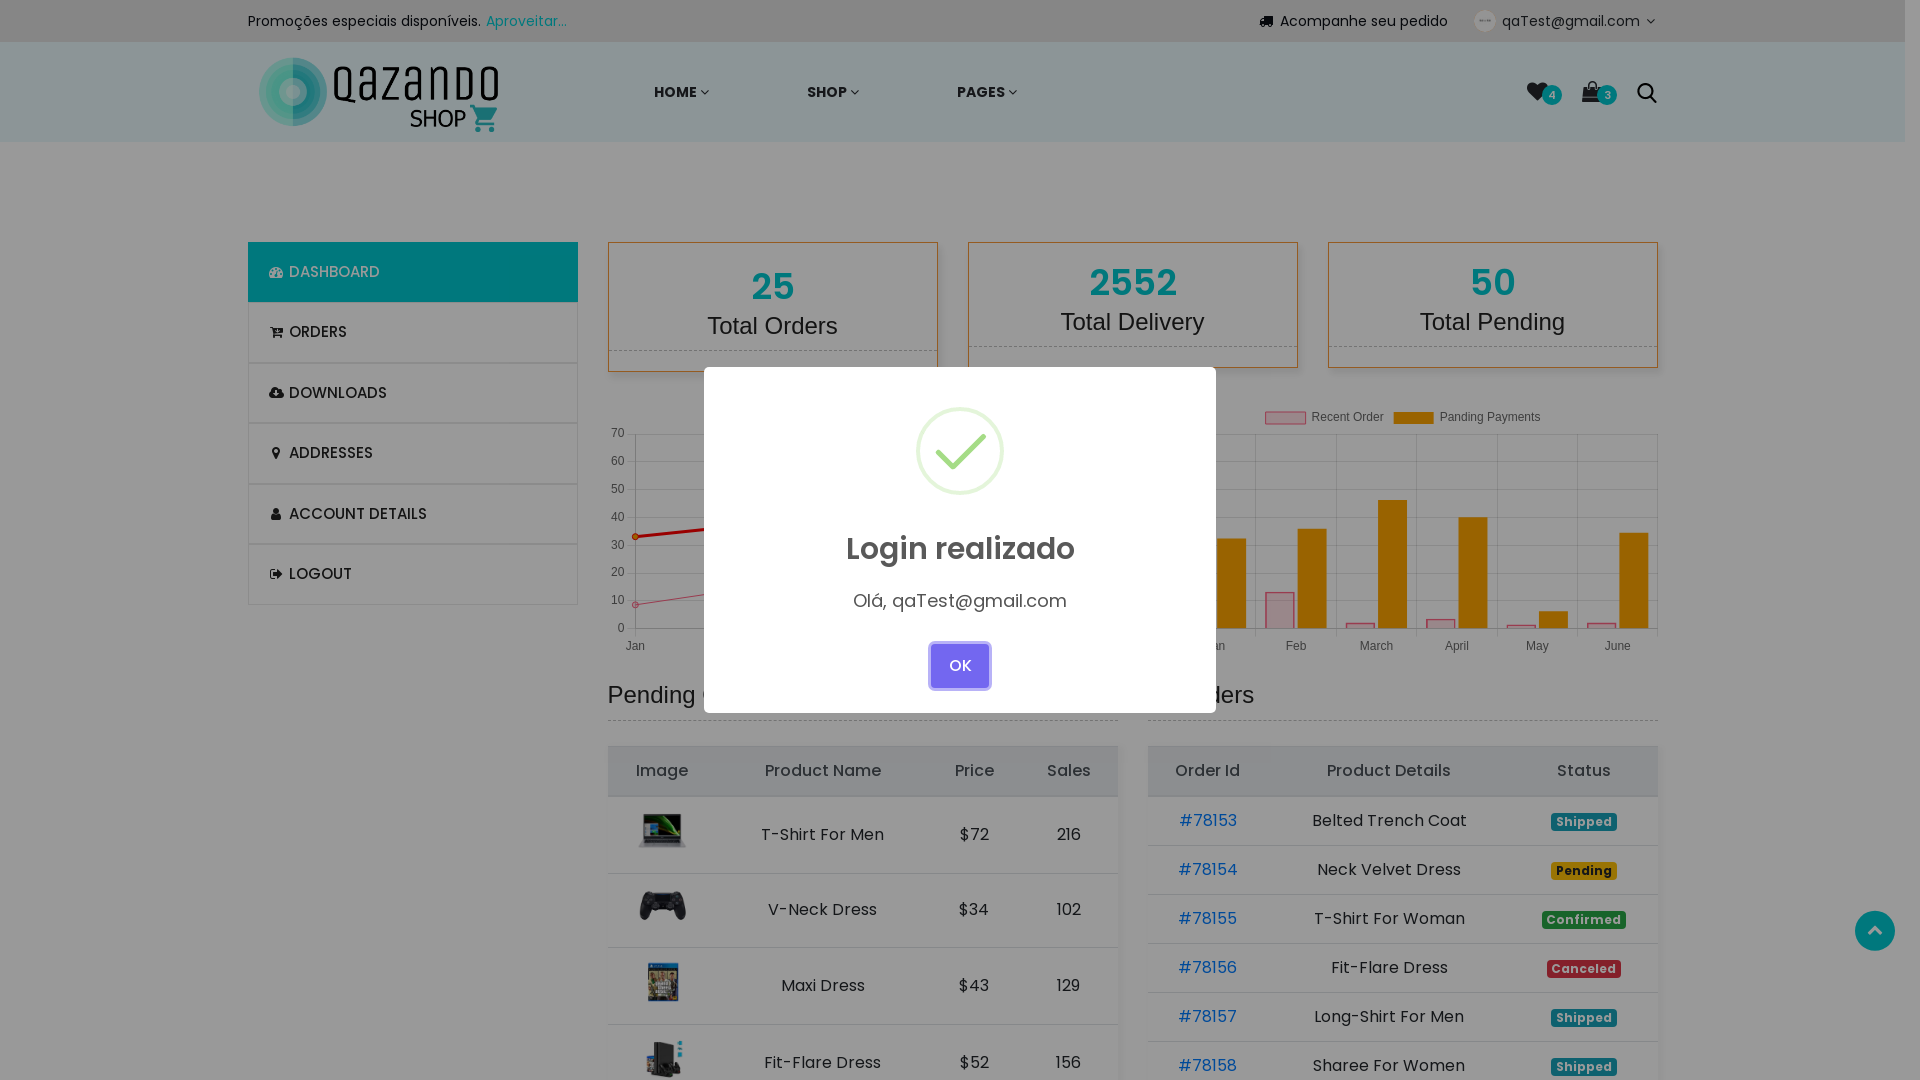 Promoções especiais disponíveis. Aproveitar...
Acompanhe seu pedido
qaTest@gmail.com
QAZANDO
SHOP
HOME
SHOP
PAGES
4
3
DASHBOARD
ORDERS
DOWNLOADS
ADDRESSES
ACCOUNT DETAILS
LOGOUT
25
Total Orders
2552
Total Delivery
50
Total Pending
Recent Order
Panding Payments
70
60
50
40
30
20
10
0
Jan
Feb
March
April
May
June
Login realizado
Olá, qaTest@gmail.com
OK
Pending
Image Product Name Price Sales
T-Shirt For Men $72 216
V-Neck Dress $34 102
Maxi Dress $43 129
Fit-Flare Dress $52 156
Order Id Product Details Status
#78153 Belted Trench Coat Shipped
#78154 Neck Velvet Dress Pending
#78155 T-Shirt For Woman Confirmed
#78156 Fit-Flare Dress Canceled
#78157 Long-Shirt For Men Shipped
#78158 Sharee For Women Shipped